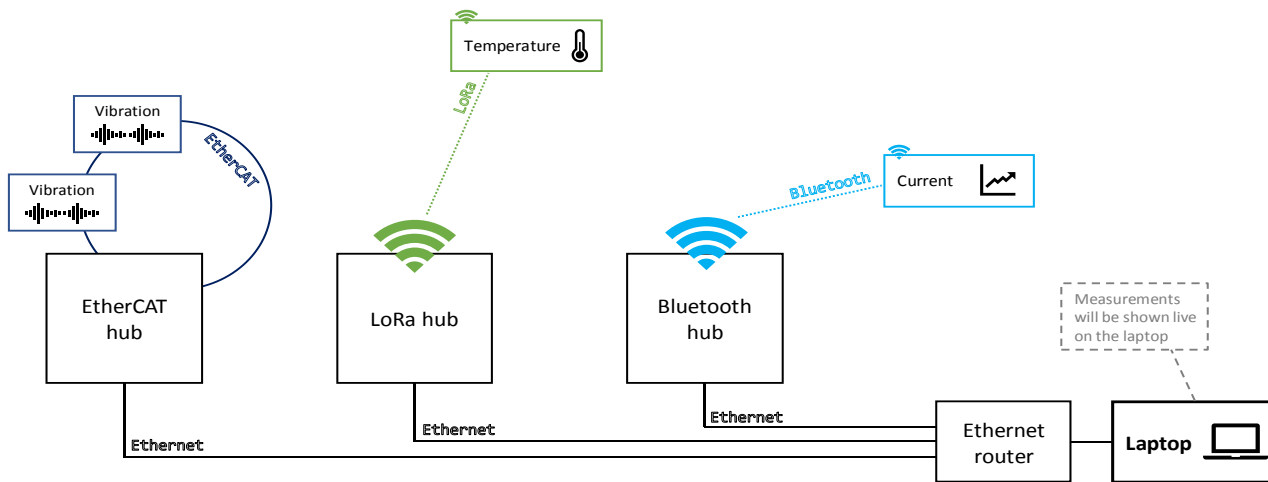 Temperature
LoRa
Vibration
EtherCAT
Vibration
Bluetooth
Current
EtherCAT
hub
LoRa hub
Bluetooth
hub
Measurements
will be shown live
on the laptop
Ethernet
Ethernet
Ethernet
Ethernet
router
Laptop